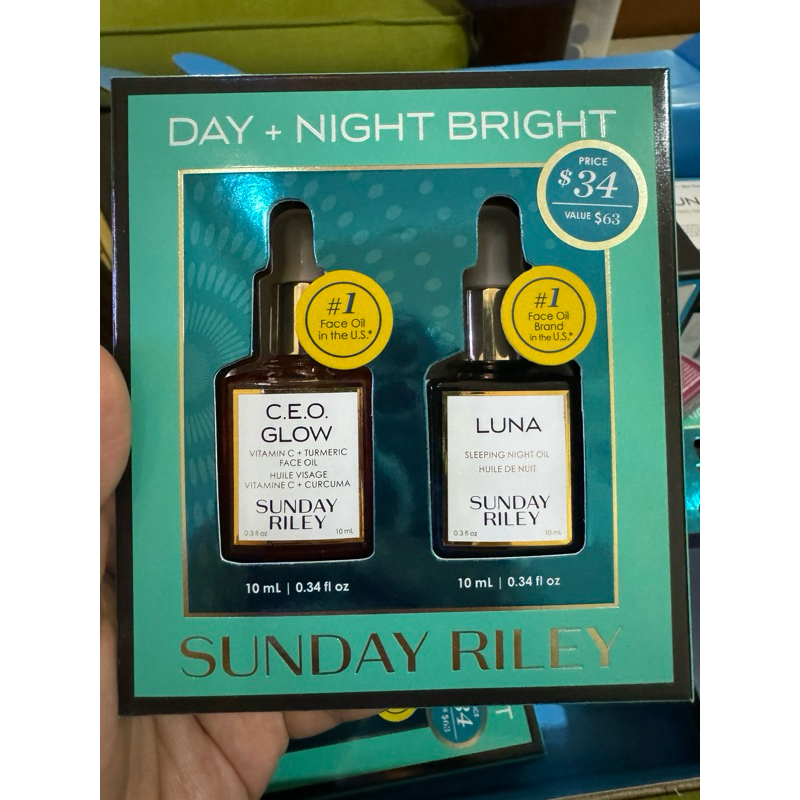 DAY + NIGHT BRIGHT
PRICE
$34
VALUE $63
#1
Face Oil
in the U.S.*
#1
Face Oil
Brand
in the U.S.*
C.E.O.
GLOW
VITAMIN C + TURMERIC
FACE OIL
HUILE VISAGE
VITAMINE C + CURCUMA
SUNDAY
RILEY
0.3 fl oz 10 mL
LUNA
SLEEPING NIGHT OIL
HUILE DE NUIT
SUNDAY
RILEY
0.3 fl oz 10 mL
10 mL | 0.34 fl oz
10 mL | 0.34 fl oz
SUNDAY RILEY